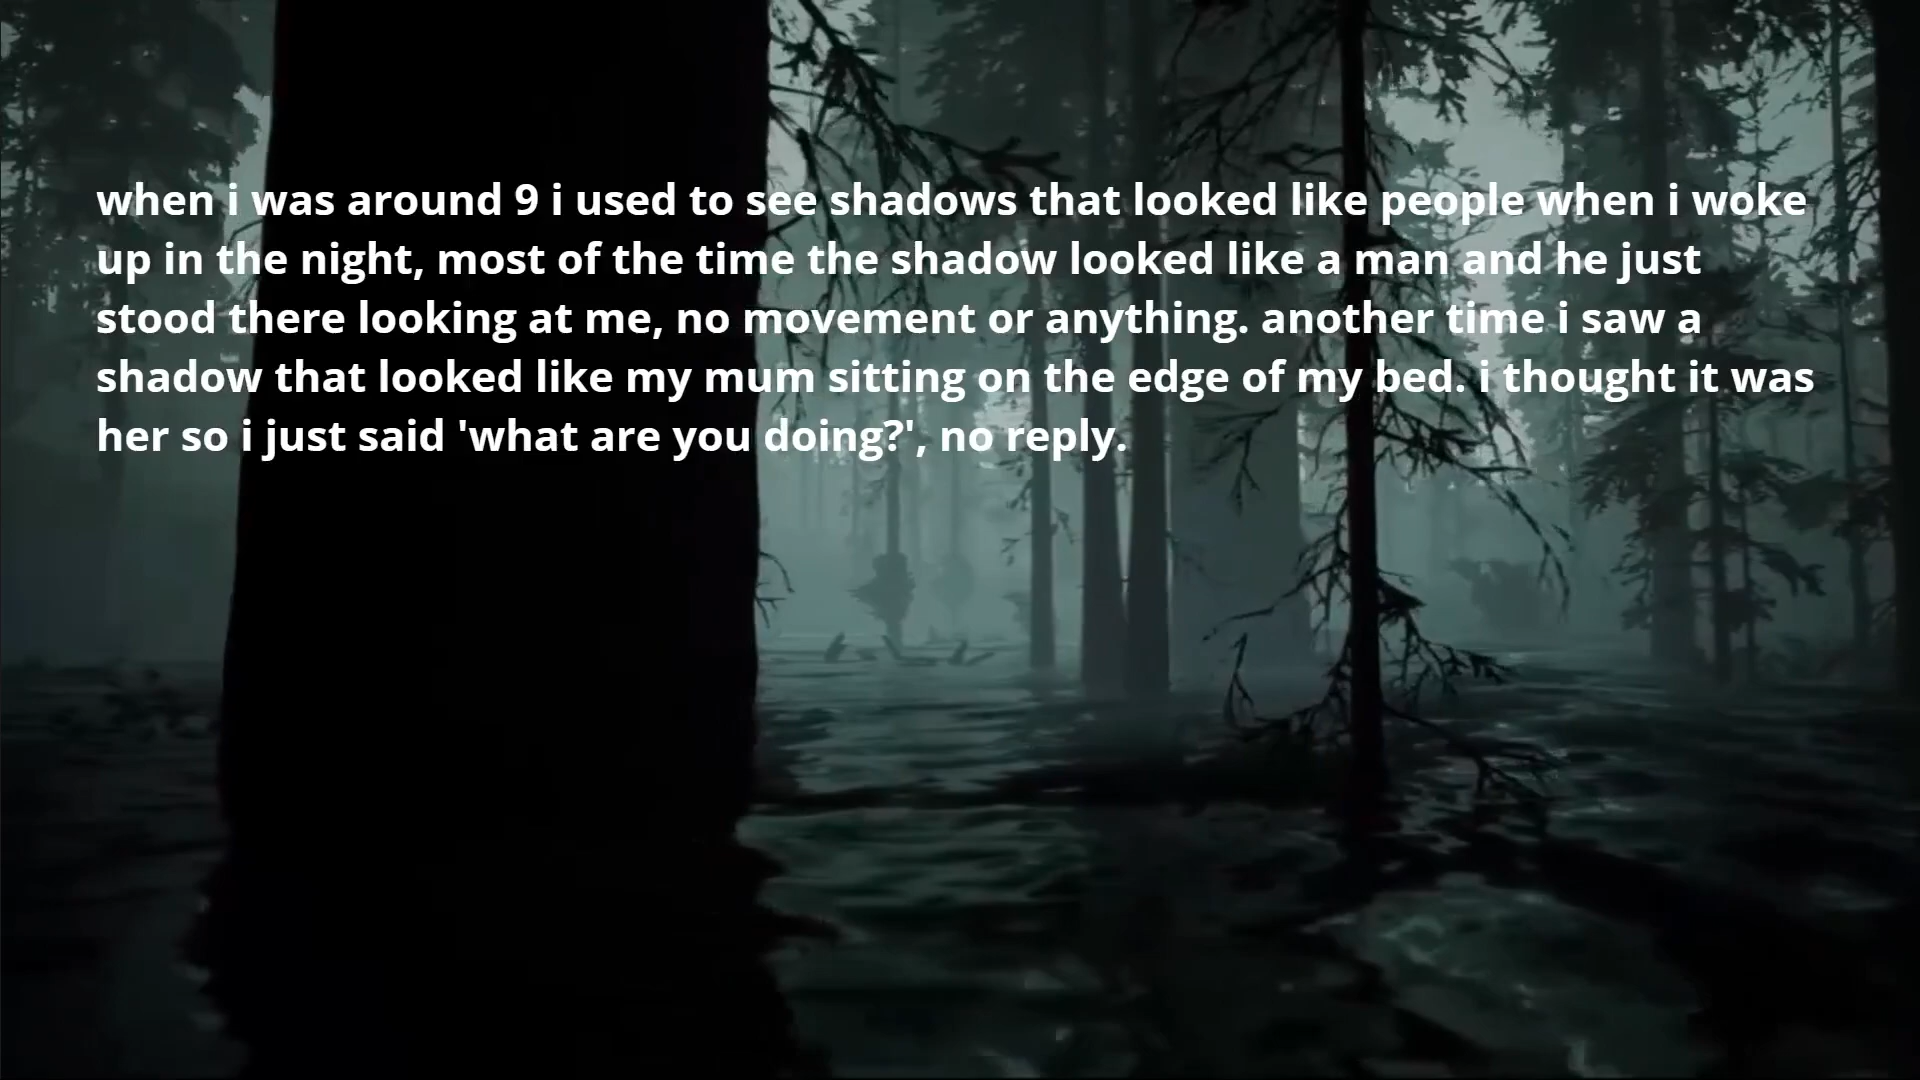 when i was around 9 i used to see shadows that looked like people when i woke
up in the night, most of the time the shadow looked like a man and he just
stood there looking at me, no movement or anything. another time i saw a
shadow that looked like my mum sitting on the edge of my bed. i thought it was
her so i just said 'what are you doing?', no reply.